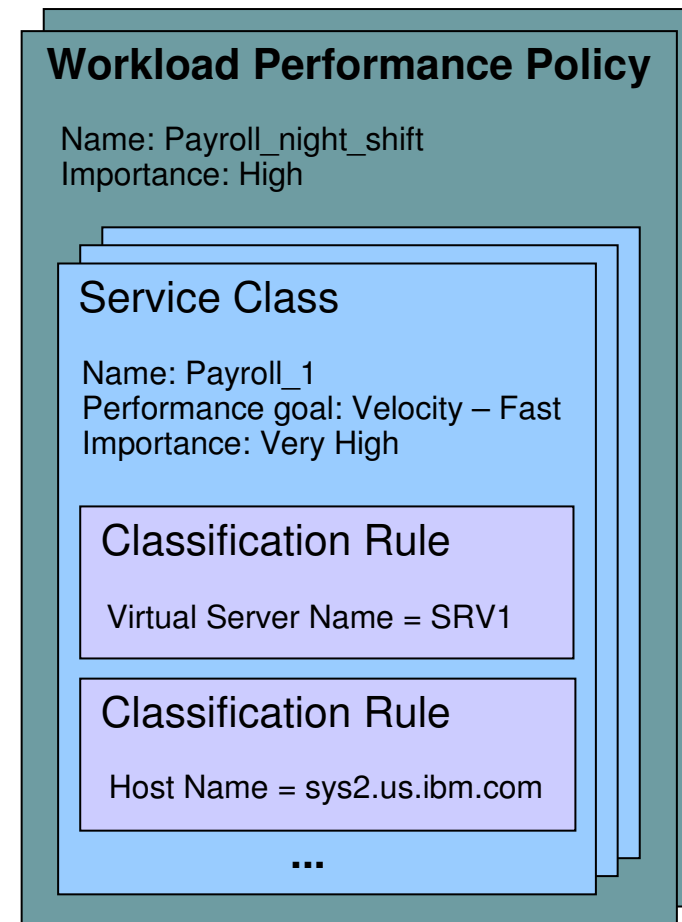 Workload Performance Policy
Name: Payroll_night_shift
Importance: High
Service Class
Name: Payroll_1
Performance goal: Velocity – Fast
Importance: Very High
Classification Rule
Virtual Server Name = SRV1
Classification Rule
Host Name = sys2.us.ibm.com
...